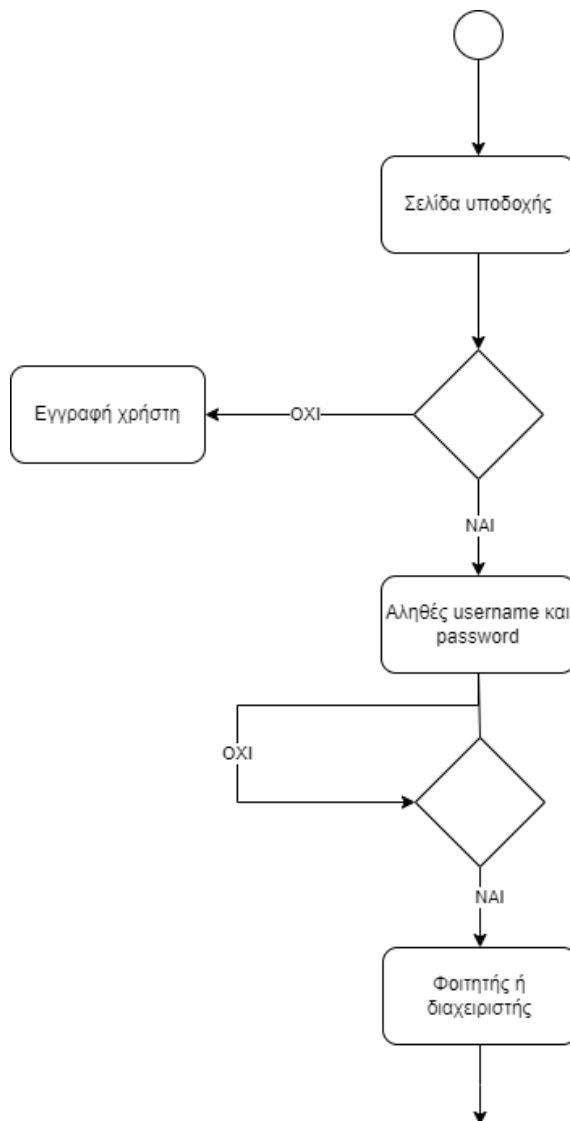 Σελίδα υποδοχής
Εγγραφή χρήστη
ΟΧΙ
ΝΑΙ
Αληθές username και
password
ΟΧΙ
ΝΑΙ
Φοιτητής ή
διαχειριστής